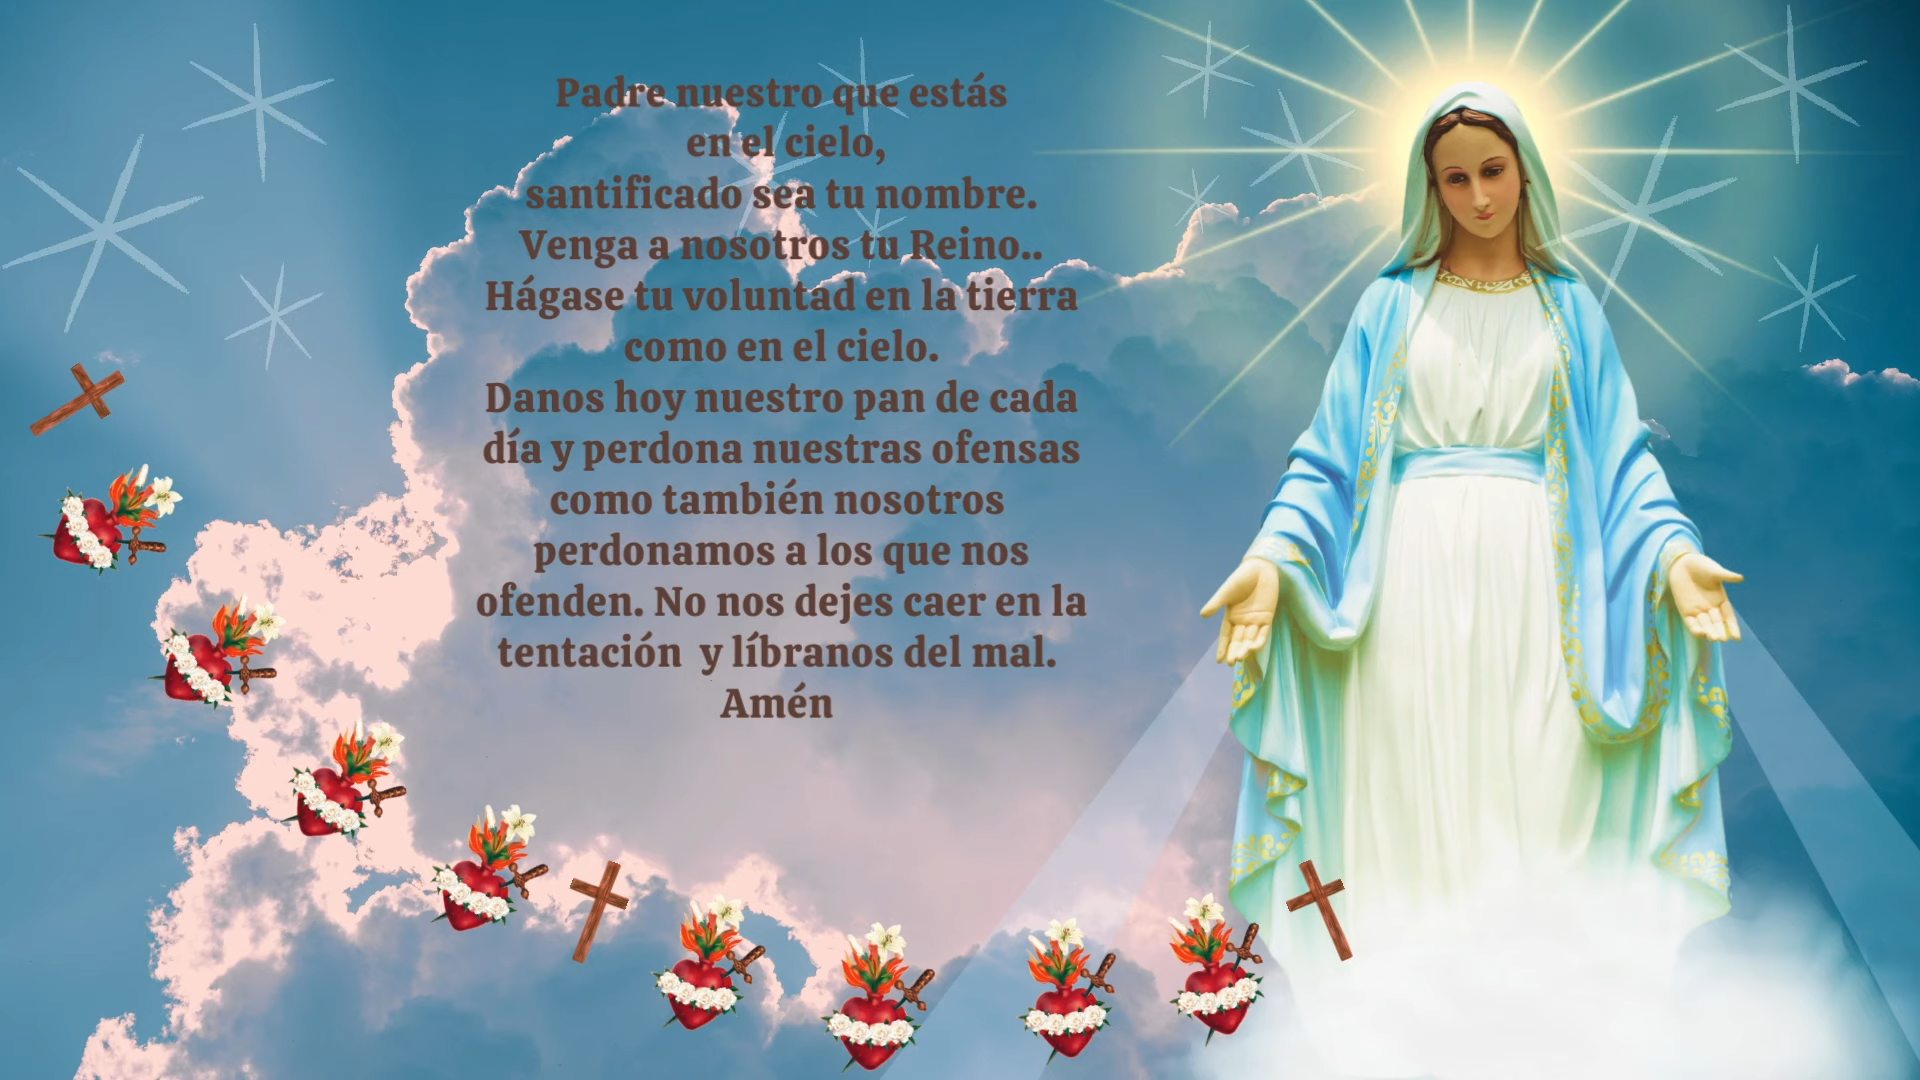 Padre nuestro que estás
en el cielo,
santificado sea tu nombre.
Venga a nosotros tu Reino..
Hágase tu voluntad en la tierra
como en el cielo.
Danos hoy nuestro pan de cada
día y perdona nuestras ofensas
como también nosotros
perdonamos a los que nos
ofenden. No nos dejes caer en la
tentación  y líbranos del mal.
Amén